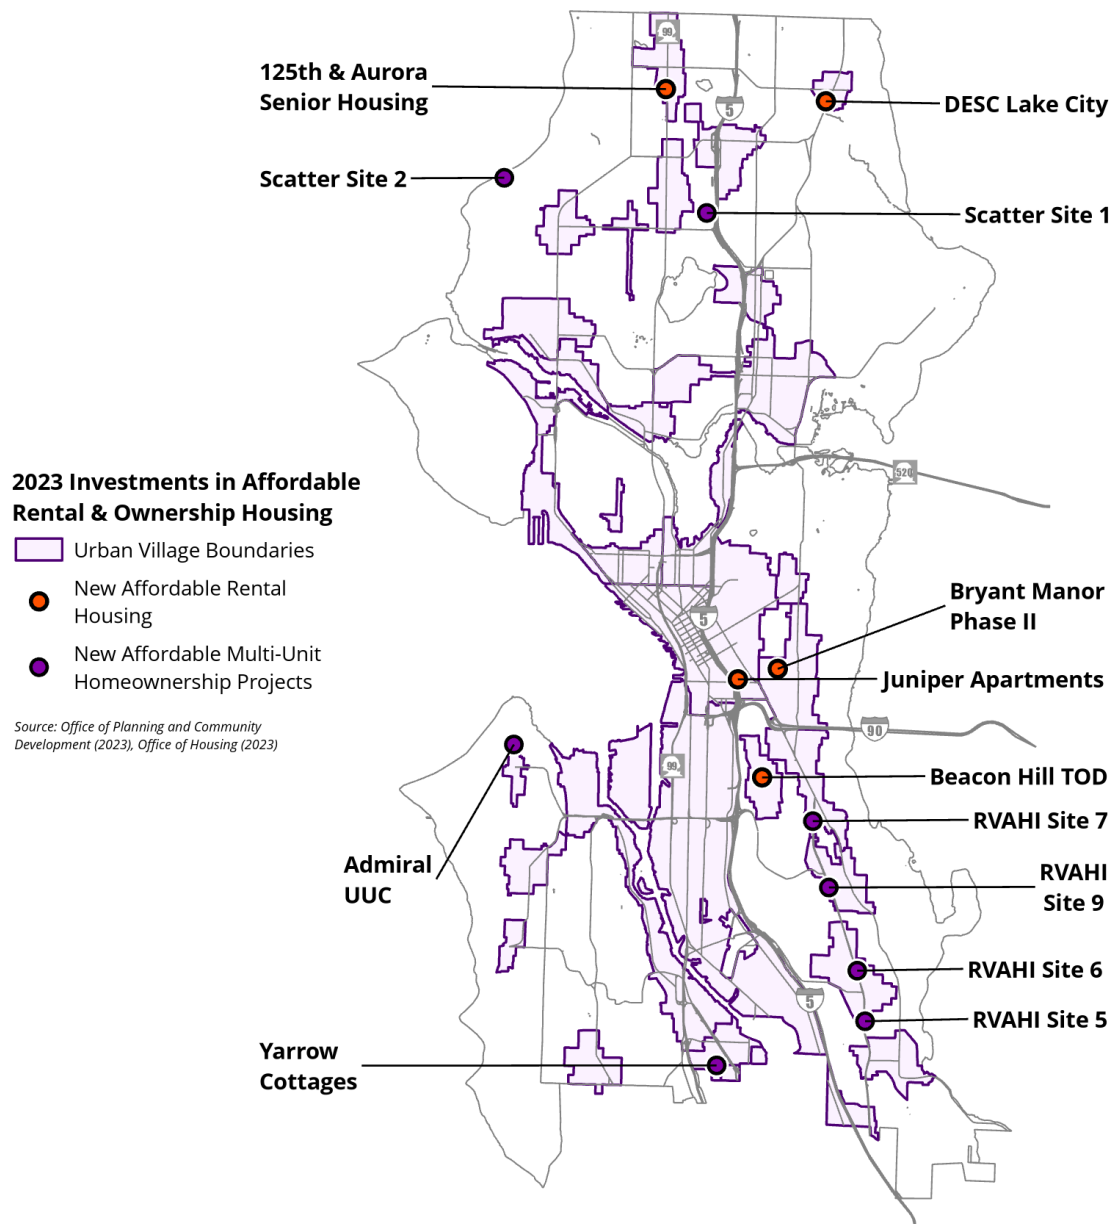 99
125th & Aurora
Senior Housing
5
DESC Lake City
Scatter Site 2
Scatter Site 1
520
2023 Investments in Affordable
Rental & Ownership Housing
Urban Village Boundaries
New Affordable Rental
Housing
New Affordable Multi-Unit
Homeownership Projects
Source: Office of Planning and Community
Development (2023), Office of Housing (2023)
Bryant Manor
Phase II
5
Juniper Apartments
90
99
Beacon Hill TOD
RVAHI Site 7
Admiral
UUC
RVAHI
Site 9
RVAHI Site 6
5
RVAHI Site 5
Yarrow
Cottages